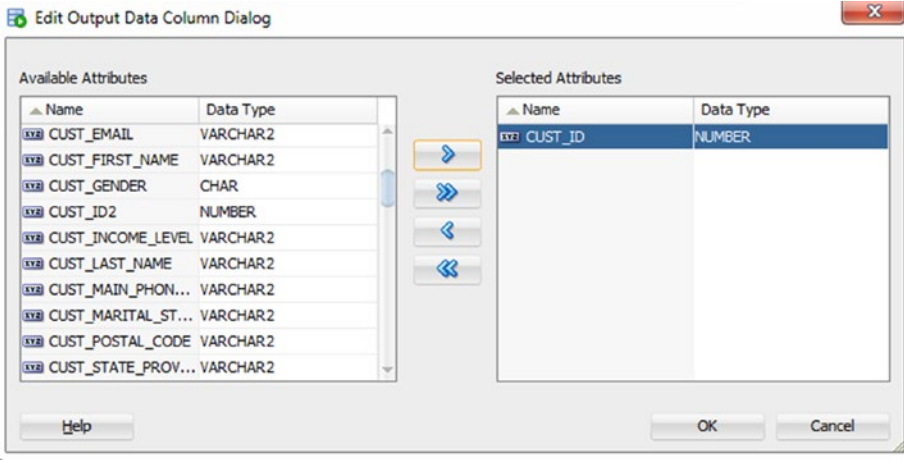 Edit Output Data Column Dialog
Available Attributes
Name Data Type
CUST_EMAIL VARCHAR2
CUST_FIRST_NAME VARCHAR2
CUST_GENDER CHAR
CUST_ID2 NUMBER
CUST_INCOME_LEVEL VARCHAR2
CUST_LAST_NAME VARCHAR2
CUST_MAIN_PHON... VARCHAR2
CUST_MARITAL_ST... VARCHAR2
CUST_POSTAL_CODE VARCHAR2
CUST_STATE_PROV... VARCHAR2
Selected Attributes
Name Data Type
CUST_ID NUMBER
Help
OK
Cancel